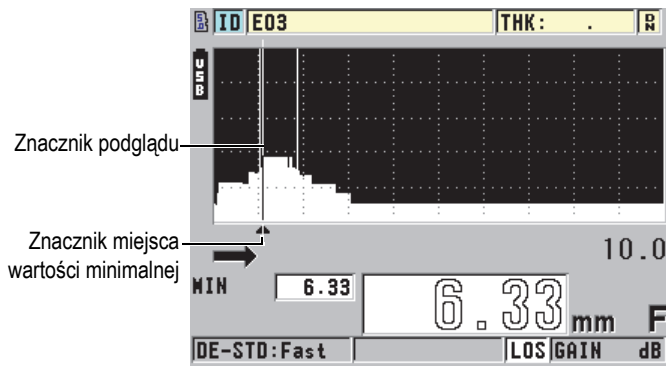 ID E03 THK: . DN
USB
Znacznik podglądu
Znacznik miejsca
wartości minimalnej
10.0
MIN 6.33 6.33 mm F
DE-STD:Fast LOS GAIN dB